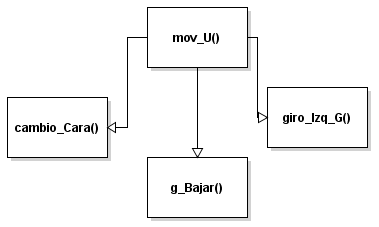 mov_U()
cambio_Cara()
giro_Izq_G()
g_Bajar()